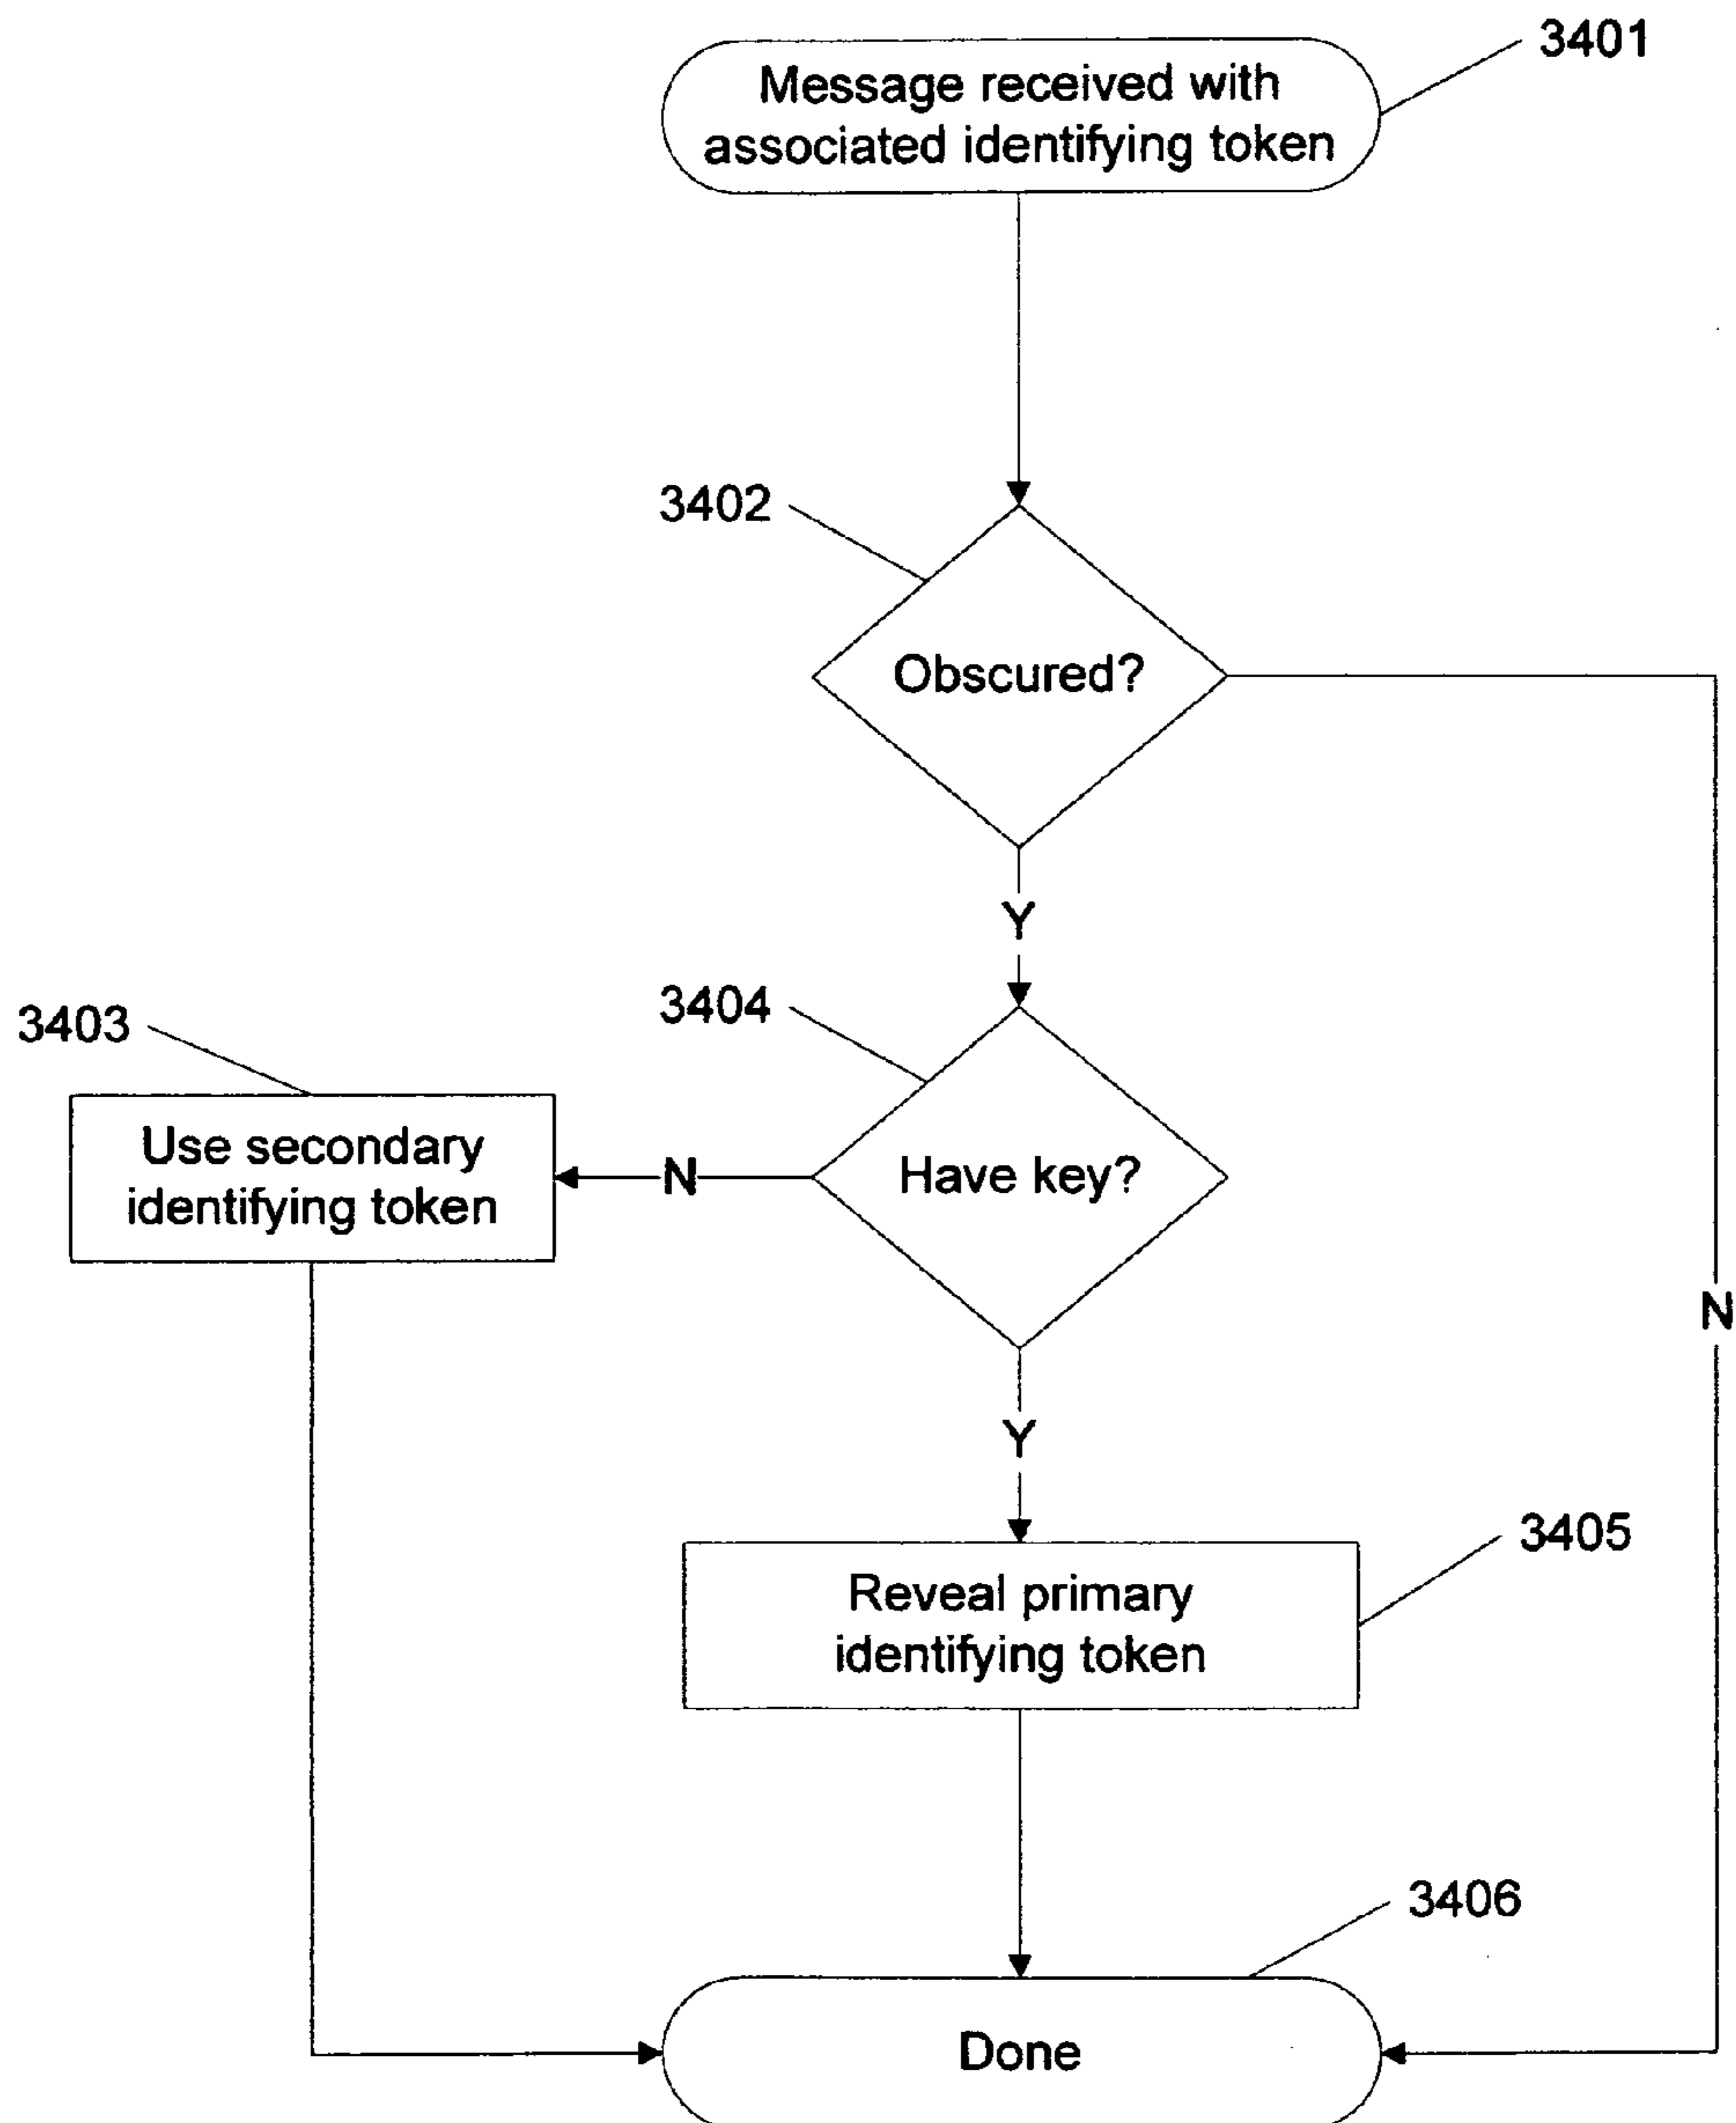 3401
Message received with
associated identifying token
3402
Obscured?
Y
3404
3403
Use secondary
identifying token
N
Have key?
N
Y
3405
Reveal primary
identifying token
3406
Done